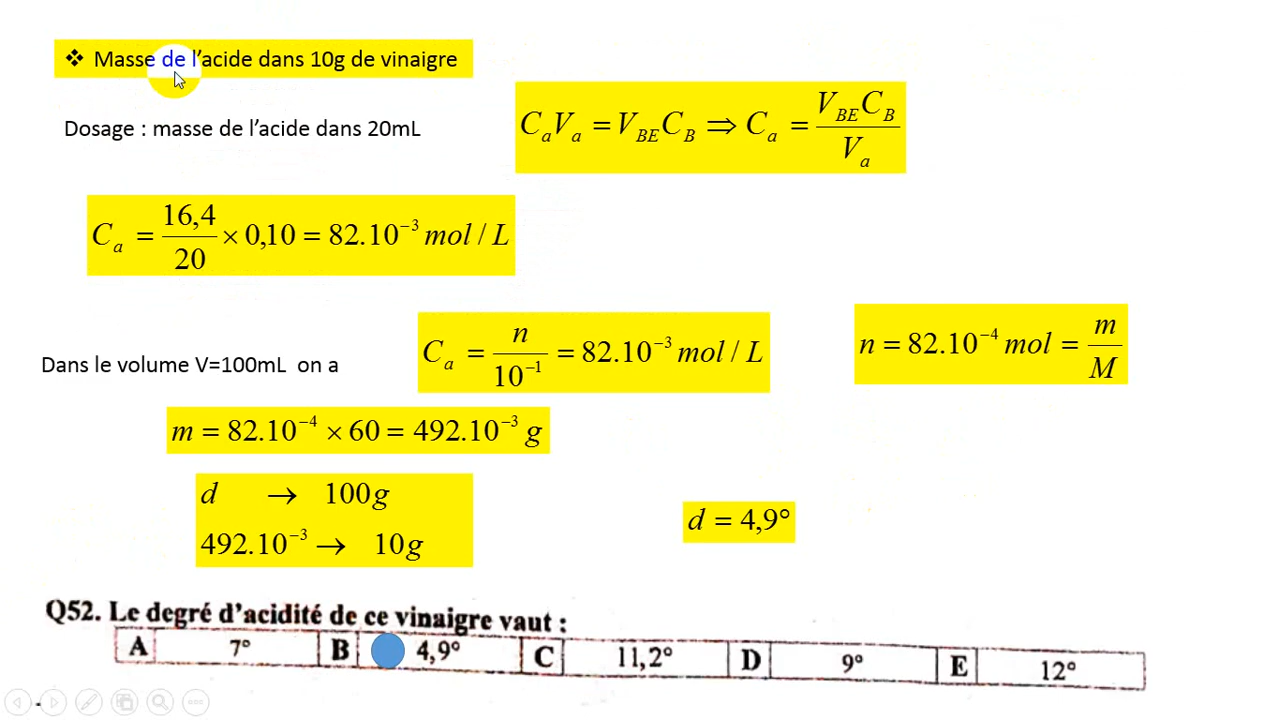 ❖ Masse de l’acide dans 10g de vinaigre
Dosage : masse de l’acide dans 20mL
C_a V_a = V_BE C_B ⇒ C_a = V_BE C_B / V_a
C_a = 16,4 / 20 × 0,10 = 82.10⁻³ mol / L
Dans le volume V=100mL on a
C_a = n / 10⁻¹ = 82.10⁻³ mol / L
n = 82.10⁻⁴ mol = m / M
m = 82.10⁻⁴ × 60 = 492.10⁻³ g
d → 100g
492.10⁻³ → 10g
d = 4,9°
Q52. Le degré d’acidité de ce vinaigre vaut :
A 7° B 4,9° C 11,2° D 9° E 12°